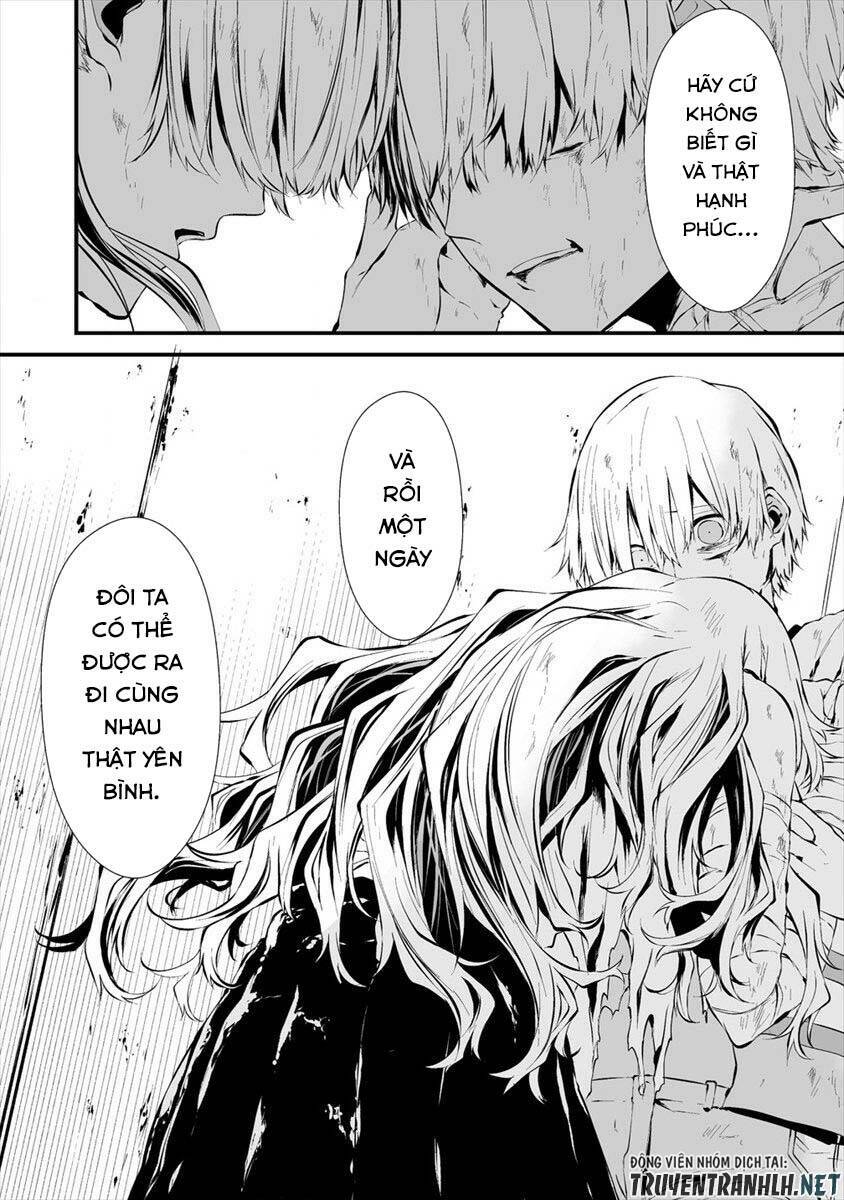 HÃY CỨ
KHÔNG
BIẾT GÌ
VÀ THẬT
HẠNH
PHÚC...
VÀ
RỒI
MỘT
NGÀY
ĐÔI TA
CÓ THỂ
ĐƯỢC RA
ĐI CÙNG
NHAU
THẬT YÊN
BÌNH.
ĐỘNG VIÊN NHÓM DỊCH TẠI:
TRUYENTRANHLH.NET